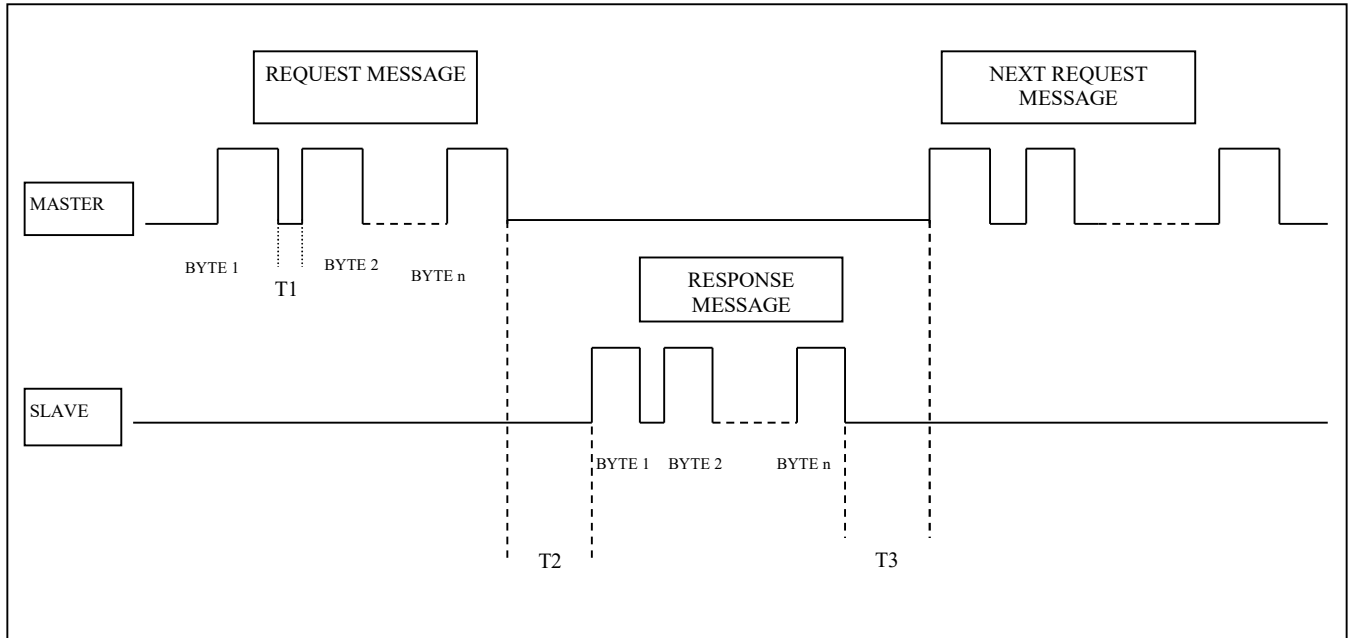 REQUEST MESSAGE
NEXT REQUEST
MESSAGE
MASTER
BYTE 1
T1
BYTE 2
BYTE n
RESPONSE
MESSAGE
SLAVE
BYTE 1
BYTE 2
BYTE n
T2
T3